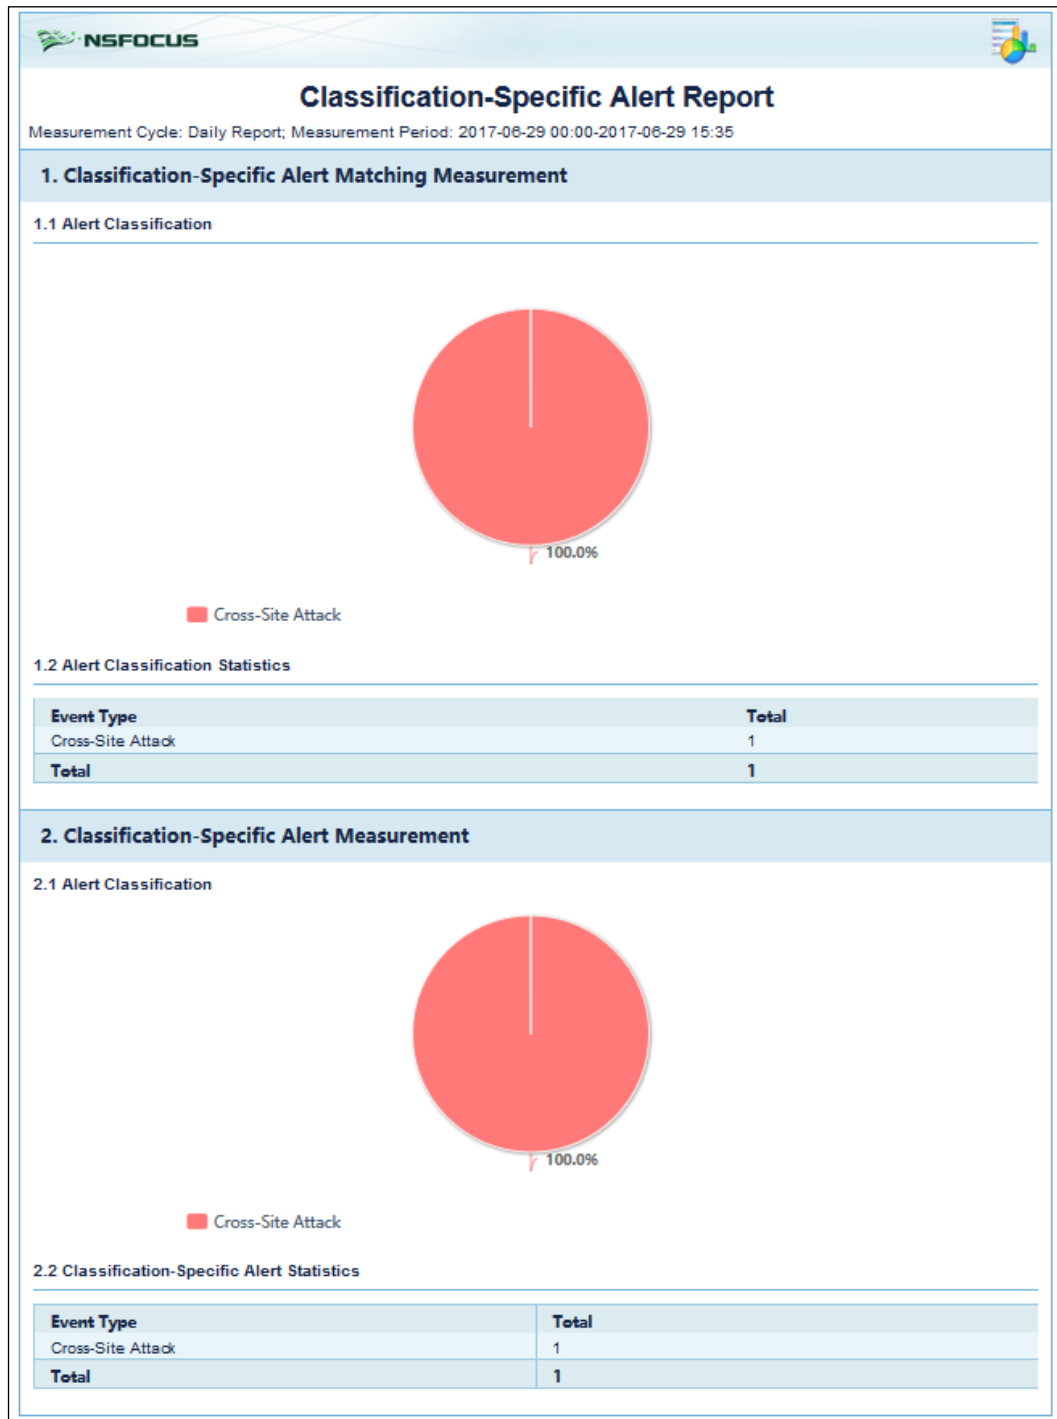 NSFOCUS
Classification-Specific Alert Report
Measurement Cycle: Daily Report; Measurement Period: 2017-06-29 00:00-2017-06-29 15:35
1. Classification-Specific Alert Matching Measurement
1.1 Alert Classification
100.0%
Cross-Site Attack
1.2 Alert Classification Statistics
Event Type Total
Cross-Site Attack 1
Total 1
2. Classification-Specific Alert Measurement
2.1 Alert Classification
100.0%
Cross-Site Attack
2.2 Classification-Specific Alert Statistics
Event Type Total
Cross-Site Attack 1
Total 1